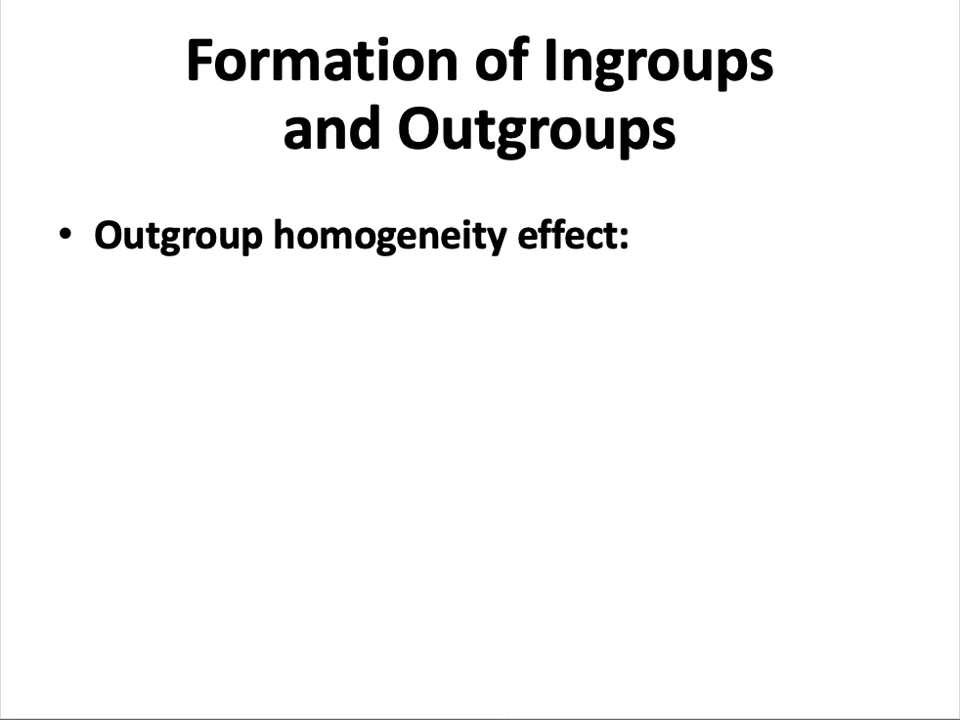 Formation of Ingroups
and Outgroups
• Outgroup homogeneity effect: